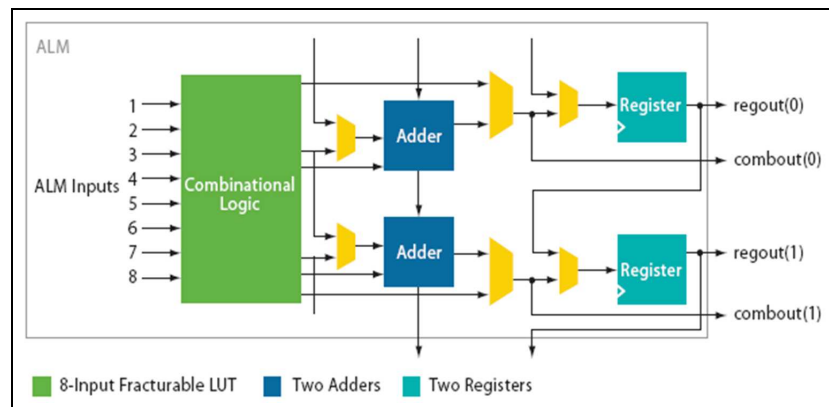 ALM
ALM Inputs
1
2
3
4
5
6
7
8
Combinational
Logic
Adder
Adder
Register
Register
regout(0)
combout(0)
regout(1)
combout(1)
8-Input Fracturable LUT
Two Adders
Two Registers